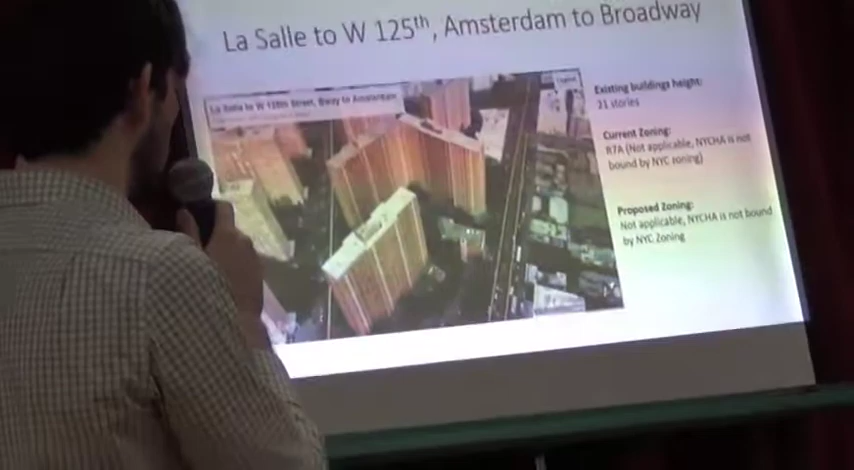 La Salle to W 125th, Amsterdam to Broadway
La Salle to W 125th Street, Bway to Amsterdam
Existing buildings height:
21 stories
Current Zoning:
R7A (Not applicable, NYCHA is not
bound by NYC zoning)
Proposed Zoning:
Not applicable, NYCHA is not bound
by NYC Zoning